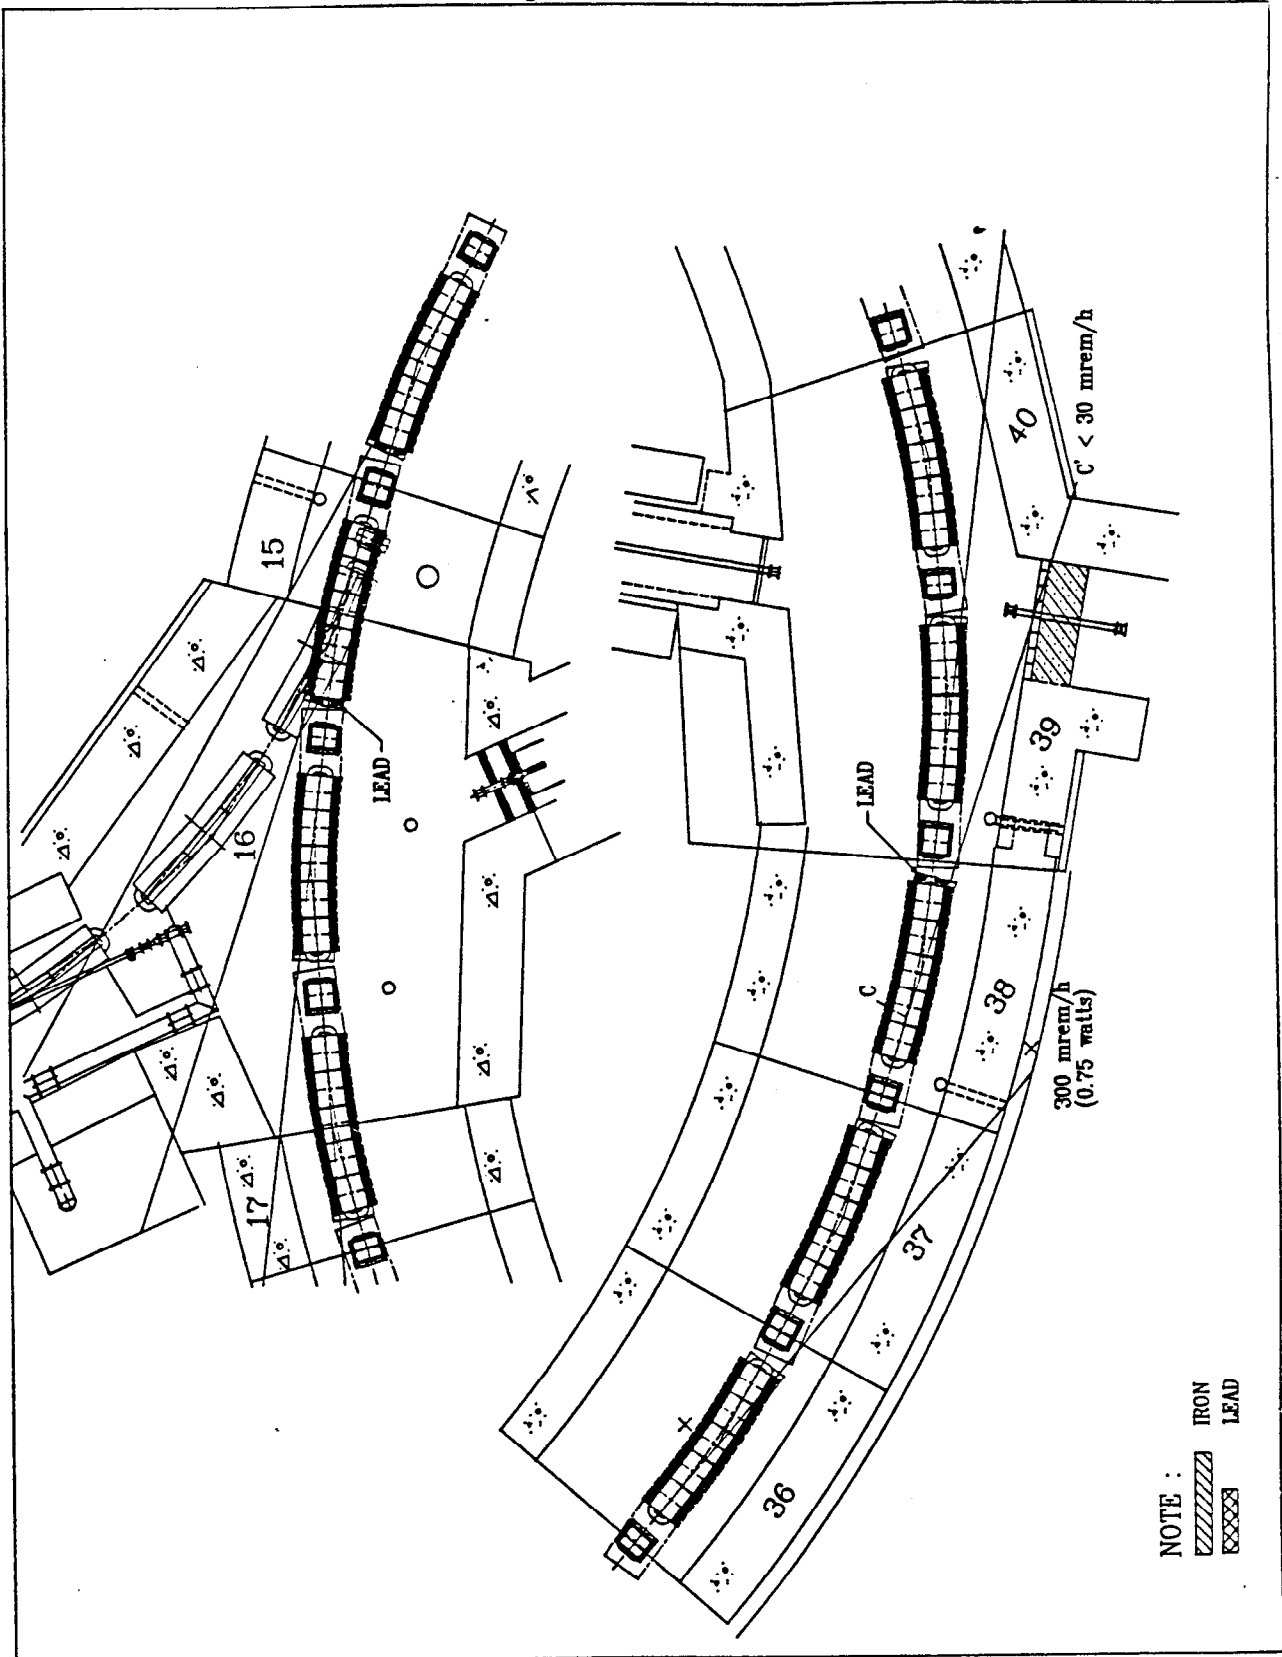 15
16
17
LEAD
40
C' < 30 mrem/h
39
LEAD
C
38
300 mrem/h
(0.75 watts)
37
36
NOTE :
IRON
LEAD